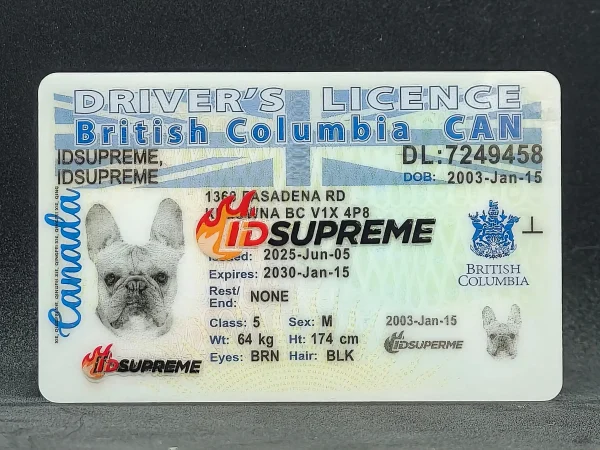 DRIVER'S LICENCE
British Columbia CAN
IDSUPREME,
IDSUPREME
DL:7249458
DOB: 2003-Jan-15
PASADENA RD
BC V1X 4P8
IDSUPREME
2025-Jun-05
Expires: 2030-Jan-15
Rest/
End: NONE
Class: 5 Sex: M
Wt: 64 kg Ht: 174 cm
Eyes: BRN Hair: BLK
Canada
IDSUPREME
BRITISH
COLUMBIA
2003-Jan-15
IDSUPERME